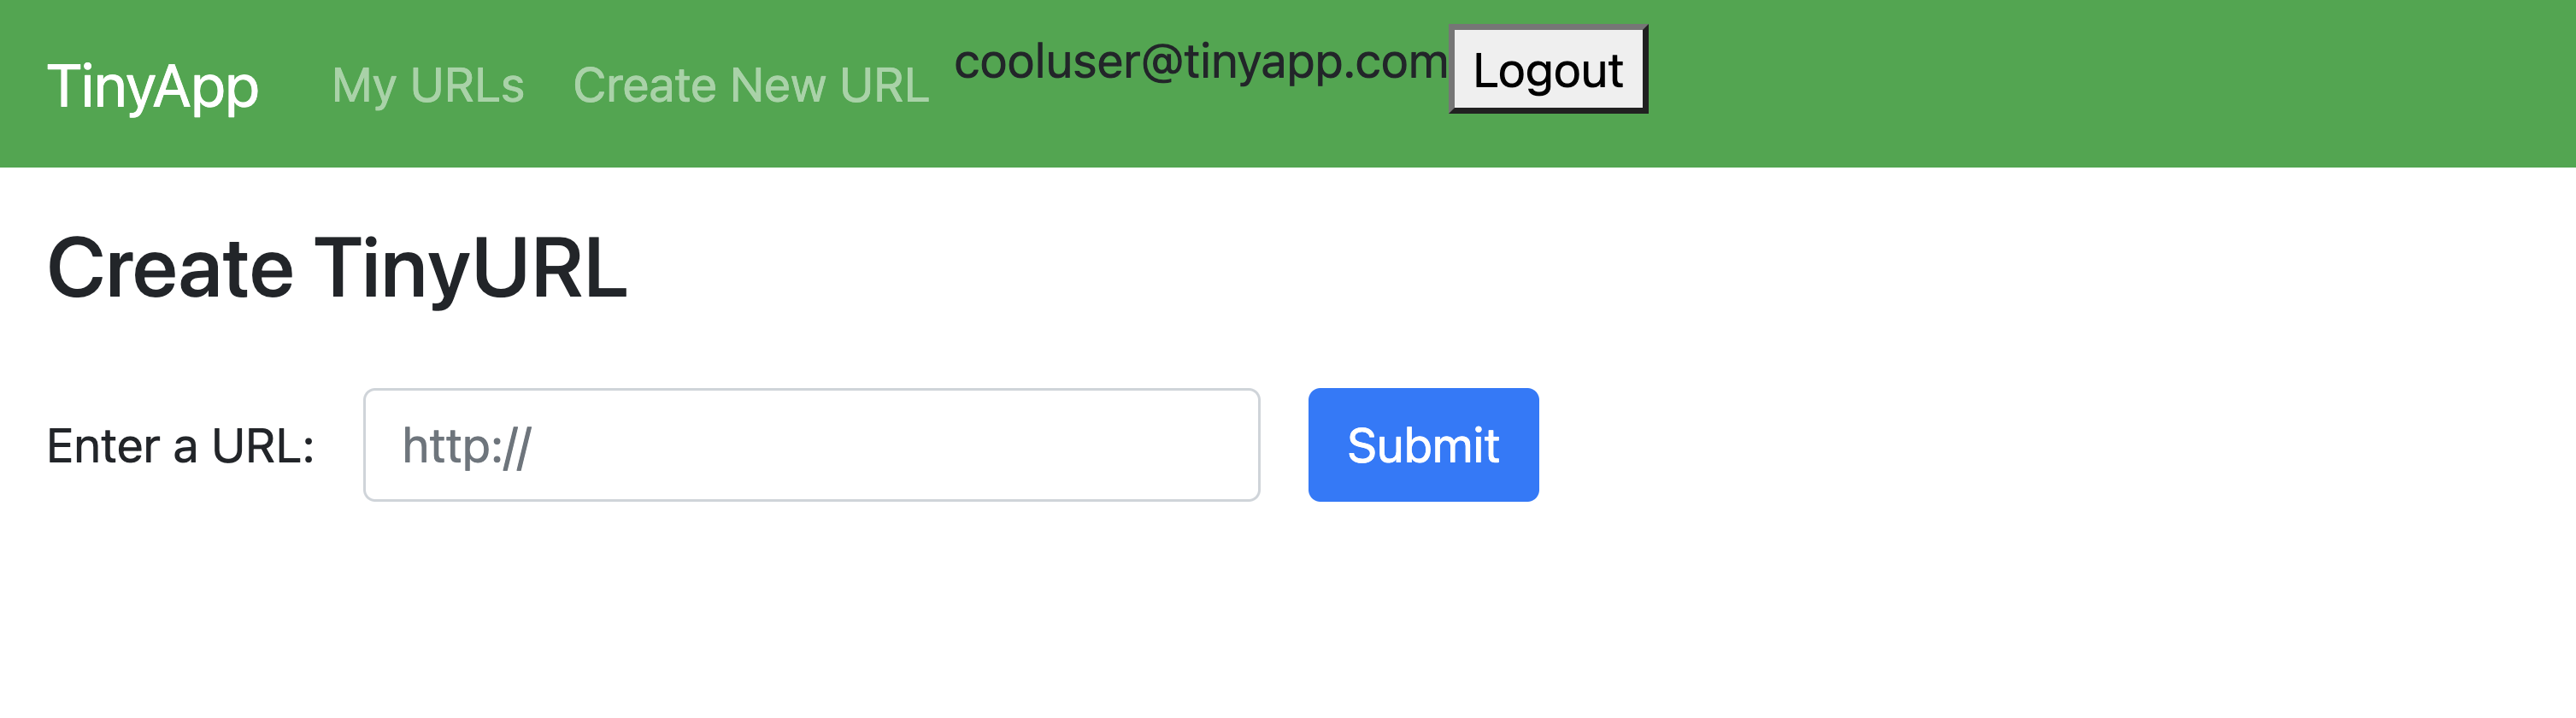 TinyApp My URLs Create New URL cooluser@tinyapp.com Logout
Create TinyURL
Enter a URL: http:// Submit